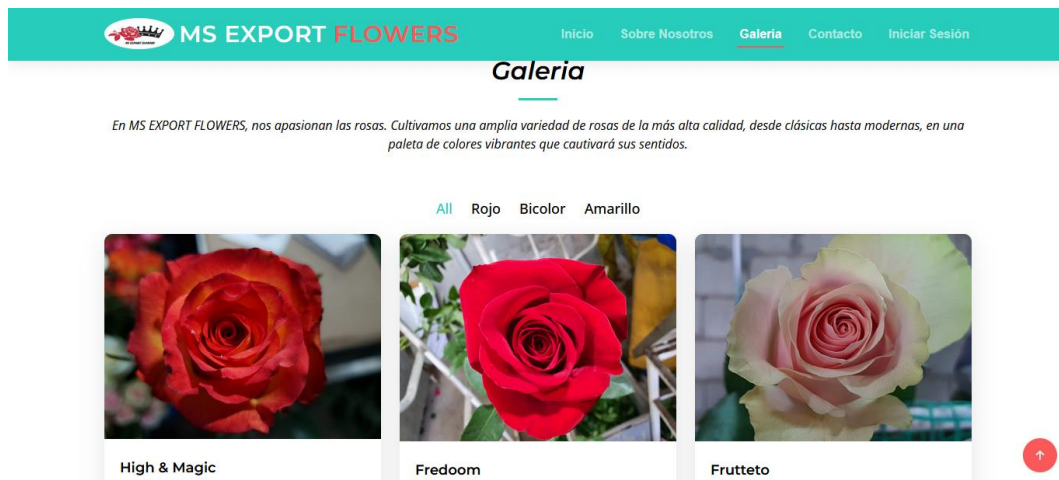 MS EXPORT FLOWERS
Inicio Sobre Nosotros Galeria Contacto Iniciar Sesión
Galeria
En MS EXPORT FLOWERS, nos apasionan las rosas. Cultivamos una amplia variedad de rosas de la más alta calidad, desde clásicas hasta modernas, en una
paleta de colores vibrantes que cautivará sus sentidos.
All Rojo Bicolor Amarillo
High & Magic
Fredoom
Frutteto